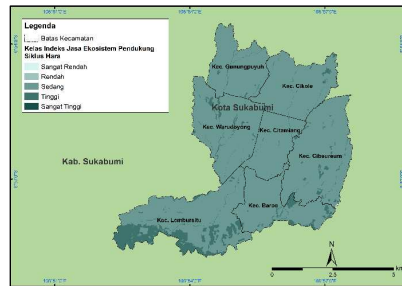 Legenda
Batas Kecamatan
Kelas Indeks Jasa Ekosistem Pendukung
Siklus Hara
Sangat Rendah
Rendah
Sedang
Tinggi
Sangat Tinggi
Kec. Gunungpuyuh
Kec. Cikole
Kota Sukabumi
Kec. Warudoyong
Kec. Citamiang
Kab. Sukabumi
Kec. Cibeureum
Kec. Baros
Kec. Lembursitu
N
0
2.5
5